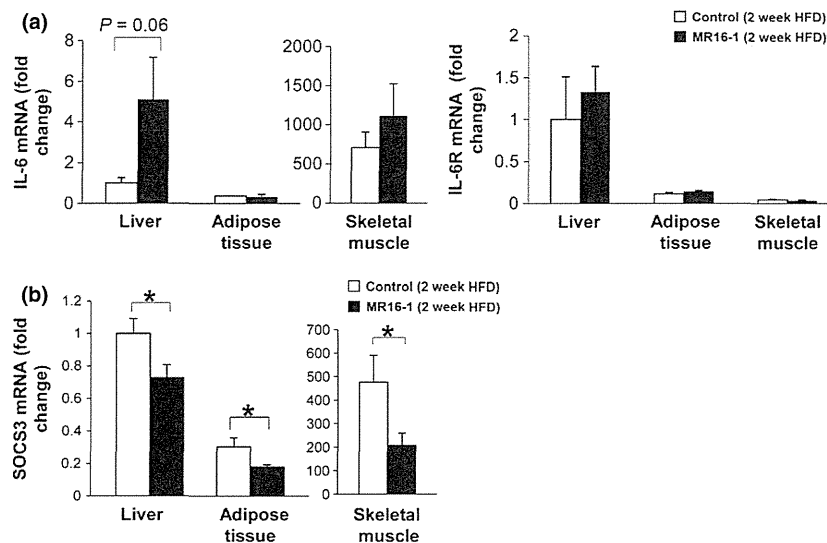 (a)
P = 0.06
IL-6 mRNA (fold
change)
10
8
6
4
2
0
Liver
Adipose
tissue
2000
1500
1000
500
0
Skeletal
muscle
IL-6R mRNA (fold
change)
2
1.5
1
0.5
0
Liver
Adipose
tissue
Skeletal
muscle
Control (2 week HFD)
MR16-1 (2 week HFD)
(b)
Control (2 week HFD)
MR16-1 (2 week HFD)
SOCS3 mRNA (fold
change)
1.2
1
0.8
0.6
0.4
0.2
0
*
*
Liver
Adipose
tissue
700
600
500
400
300
200
100
0
*
Skeletal
muscle